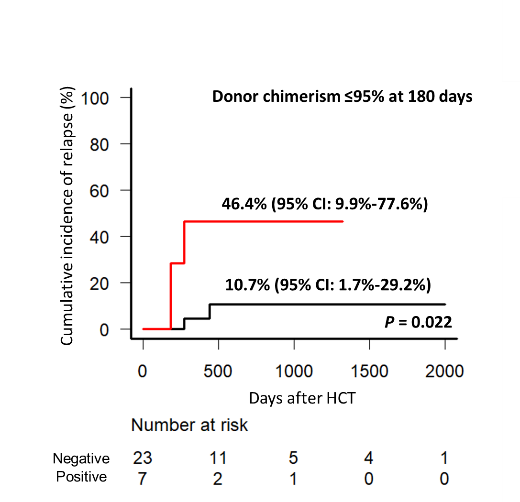 Donor chimerism ≤95% at 180 days
Cumulative incidence of relapse (%)
100
80
60
40
20
0
46.4% (95% CI: 9.9%-77.6%)
10.7% (95% CI: 1.7%-29.2%)
P = 0.022
0 500 1000 1500 2000
Days after HCT
Number at risk
Negative 23 11 5 4 1
Positive 7 2 1 0 0